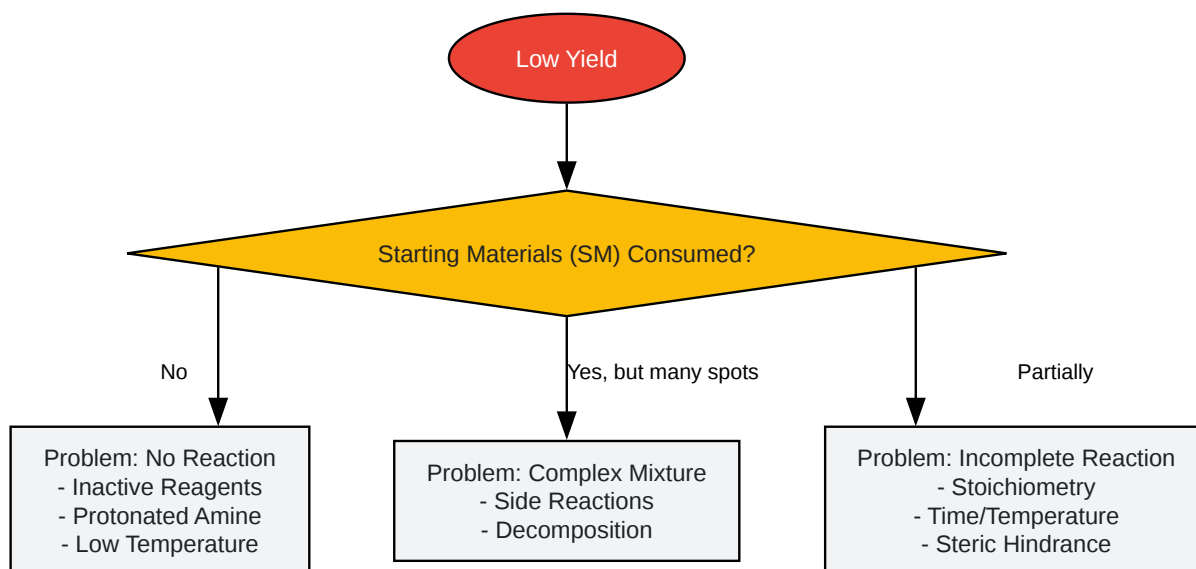 Low Yield
Starting Materials (SM) Consumed?
No
Yes, but many spots
Partially
Problem: No Reaction
- Inactive Reagents
- Protonated Amine
- Low Temperature
Problem: Complex Mixture
- Side Reactions
- Decomposition
Problem: Incomplete Reaction
- Stoichiometry
- Time/Temperature
- Steric Hindrance